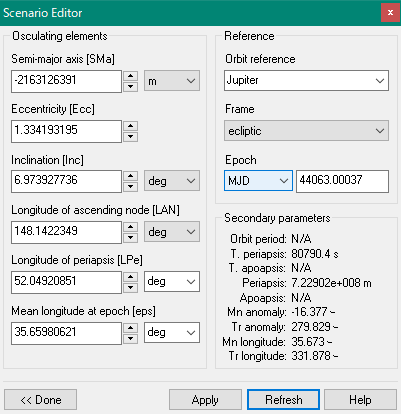 Scenario Editor
Osculating elements
Semi-major axis [SMa]
-2163126391
m
Eccentricity [Ecc]
1.334193195
Inclination [Inc]
6.973927736
deg
Longitude of ascending node [LAN]
148.1422349
deg
Longitude of periapsis [LPe]
52.04920851
deg
Mean longitude at epoch [eps]
35.65980621
deg
Reference
Orbit reference
Jupiter
Frame
ecliptic
Epoch
MJD
44063.00037
Secondary parameters
Orbit period: N/A
T. periapsis: 80790.4 s
T. apoapsis: N/A
Periapsis: 7.22902e+008 m
Apoapsis: N/A
Mn anomaly: -16.377 ~
Tr anomaly: 279.829 ~
Mn longitude: 35.673 ~
Tr longitude: 331.878 ~
<< Done
Apply
Refresh
Help